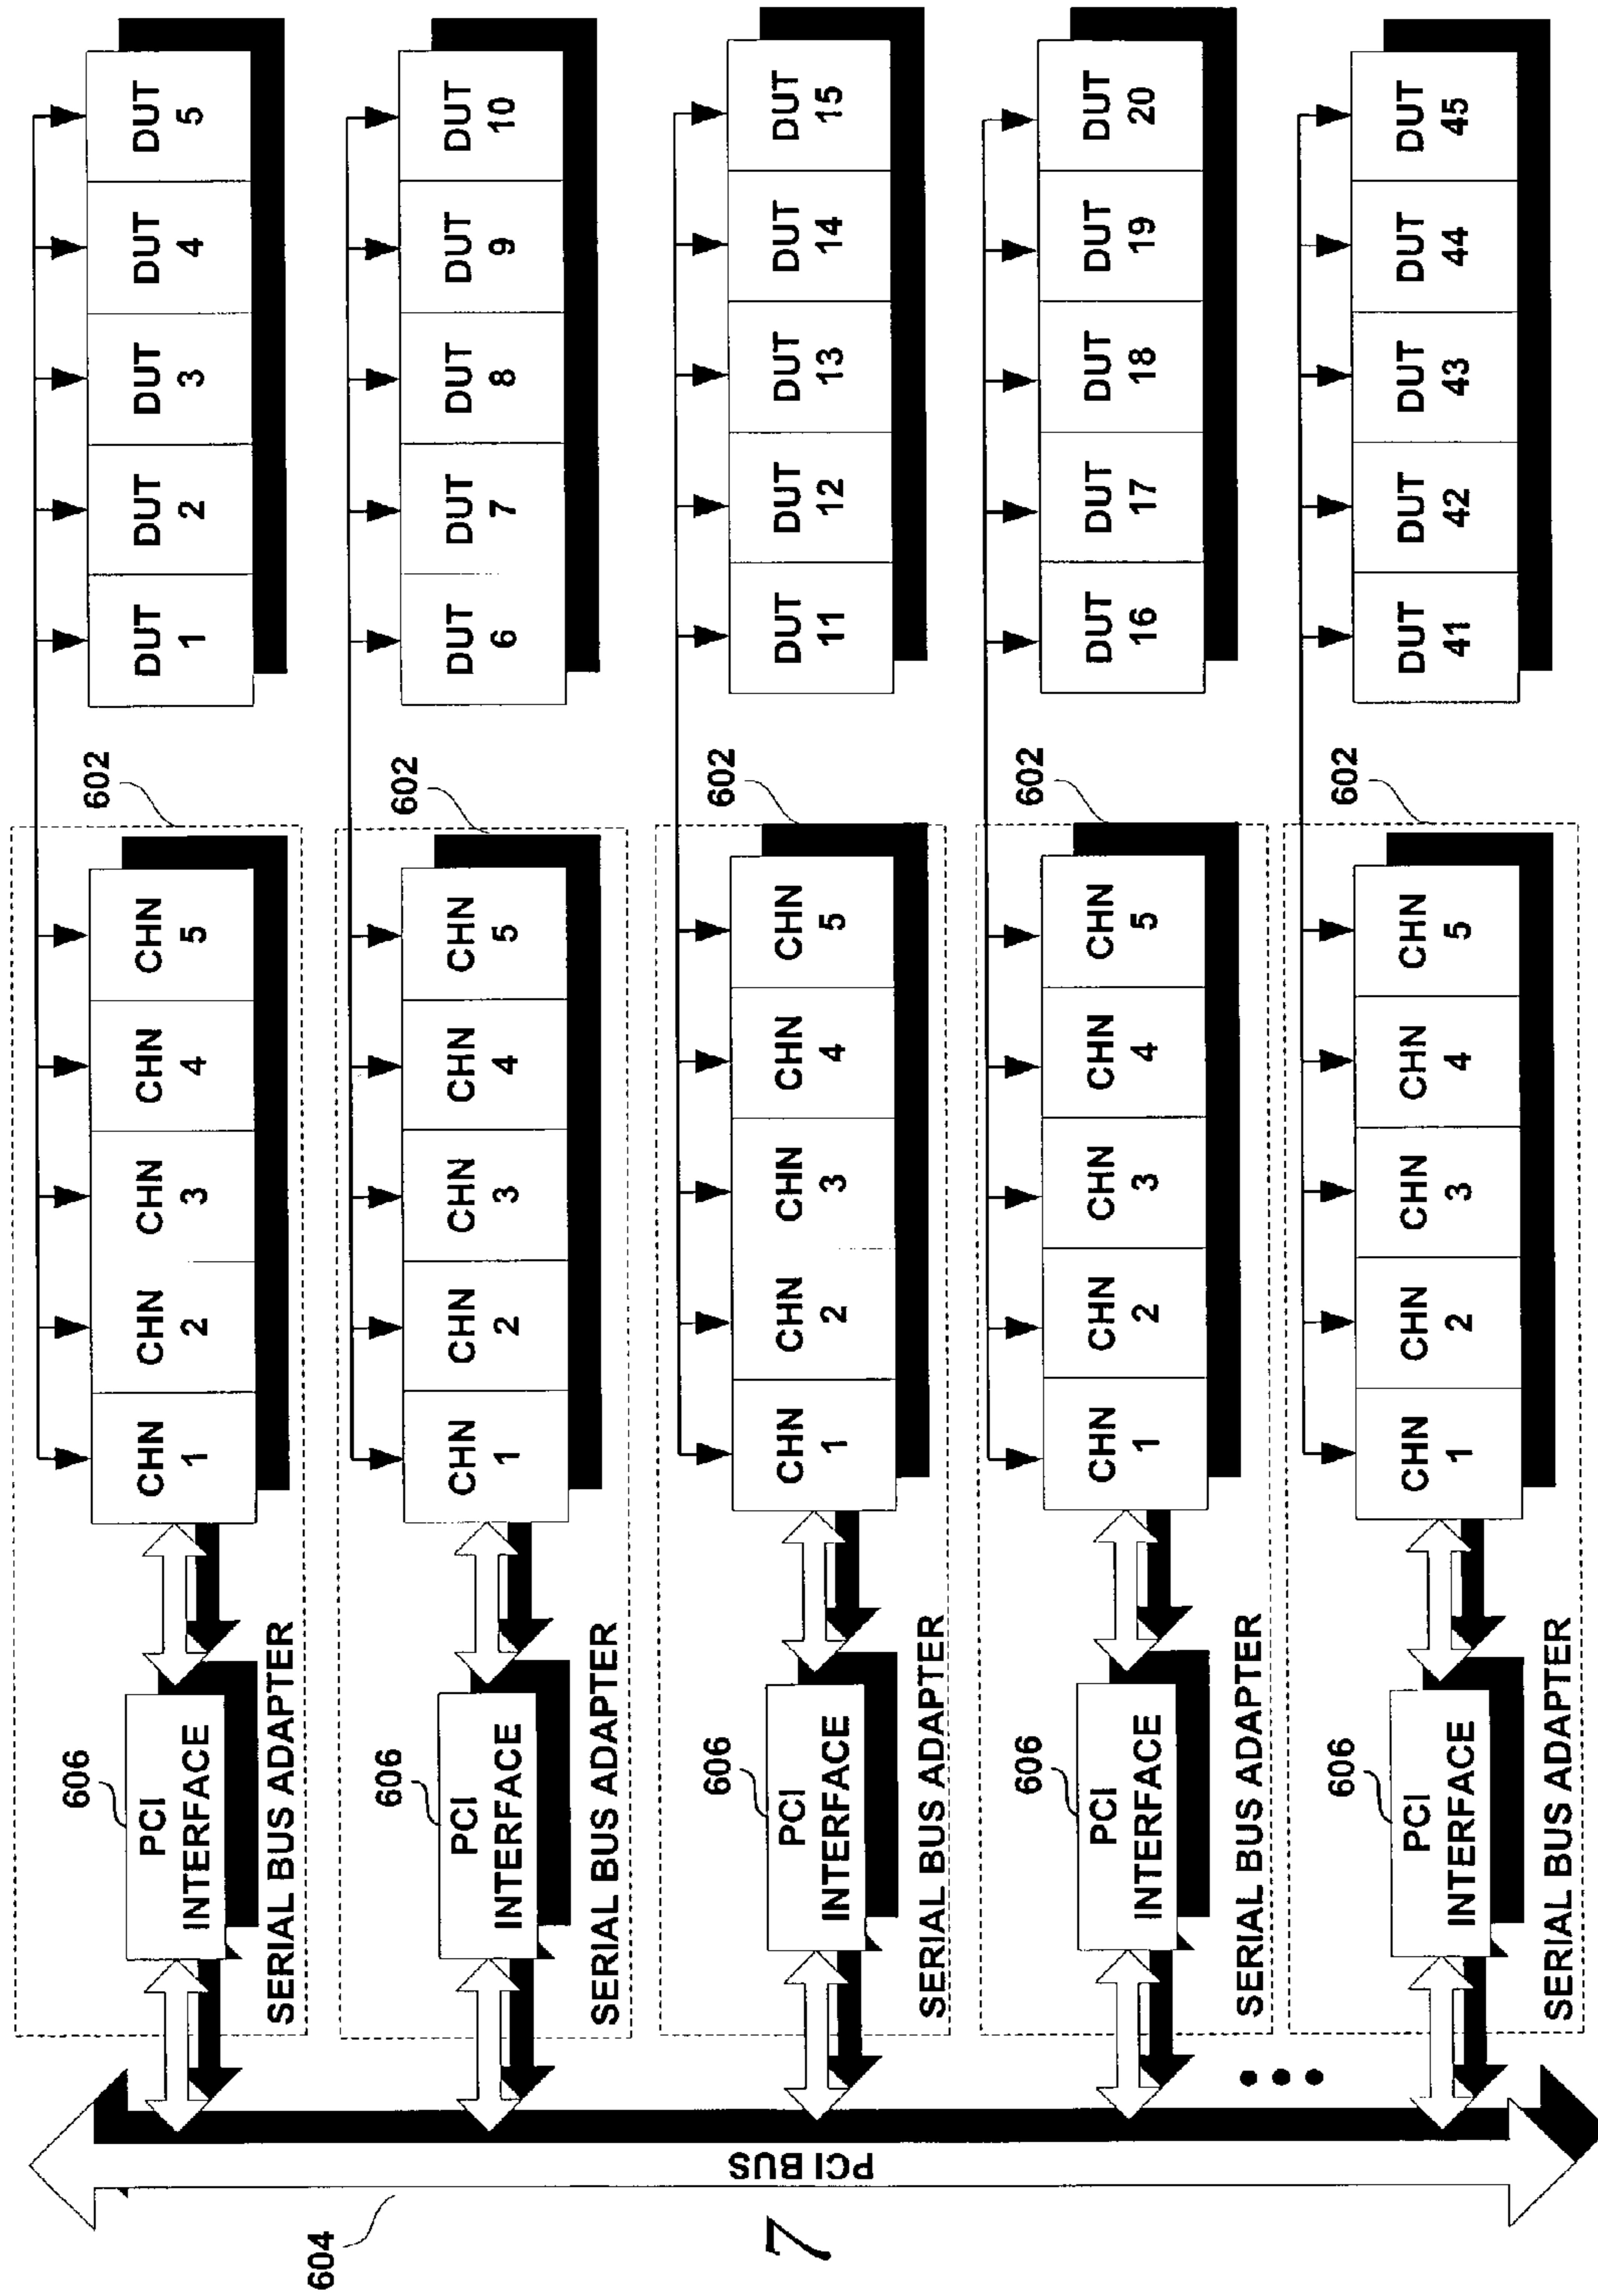 DUT 1
DUT 2
DUT 3
DUT 4
DUT 5
602
CHN 1
CHN 2
CHN 3
CHN 4
CHN 5
606
PCI
INTERFACE
SERIAL BUS ADAPTER
DUT 6
DUT 7
DUT 8
DUT 9
DUT 10
602
CHN 1
CHN 2
CHN 3
CHN 4
CHN 5
606
PCI
INTERFACE
SERIAL BUS ADAPTER
DUT 11
DUT 12
DUT 13
DUT 14
DUT 15
602
CHN 1
CHN 2
CHN 3
CHN 4
CHN 5
606
PCI
INTERFACE
SERIAL BUS ADAPTER
DUT 16
DUT 17
DUT 18
DUT 19
DUT 20
602
CHN 1
CHN 2
CHN 3
CHN 4
CHN 5
606
PCI
INTERFACE
SERIAL BUS ADAPTER
DUT 41
DUT 42
DUT 43
DUT 44
DUT 45
602
CHN 1
CHN 2
CHN 3
CHN 4
CHN 5
606
PCI
INTERFACE
SERIAL BUS ADAPTER
PCI BUS
604
7